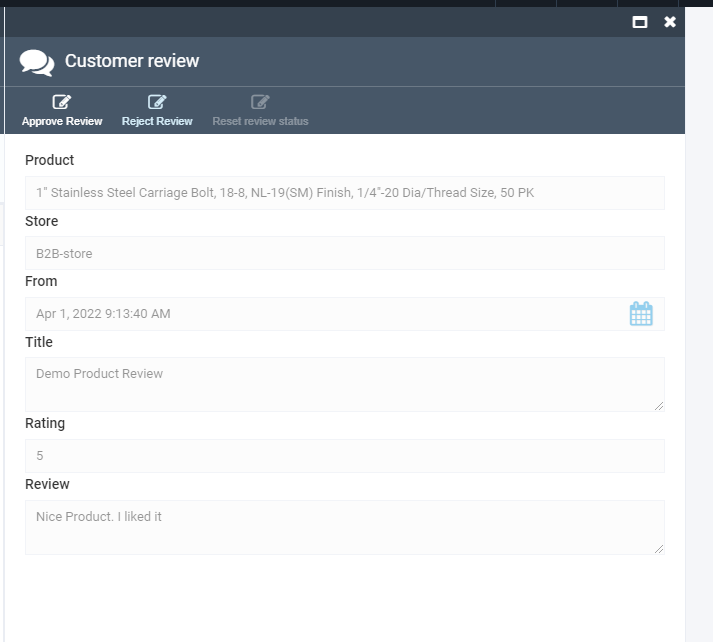 Customer review
Approve Review Reject Review Reset review status
Product
1" Stainless Steel Carriage Bolt, 18-8, NL-19(SM) Finish, 1/4"-20 Dia/Thread Size, 50 PK
Store
B2B-store
From
Apr 1, 2022 9:13:40 AM
Title
Demo Product Review
Rating
5
Review
Nice Product. I liked it